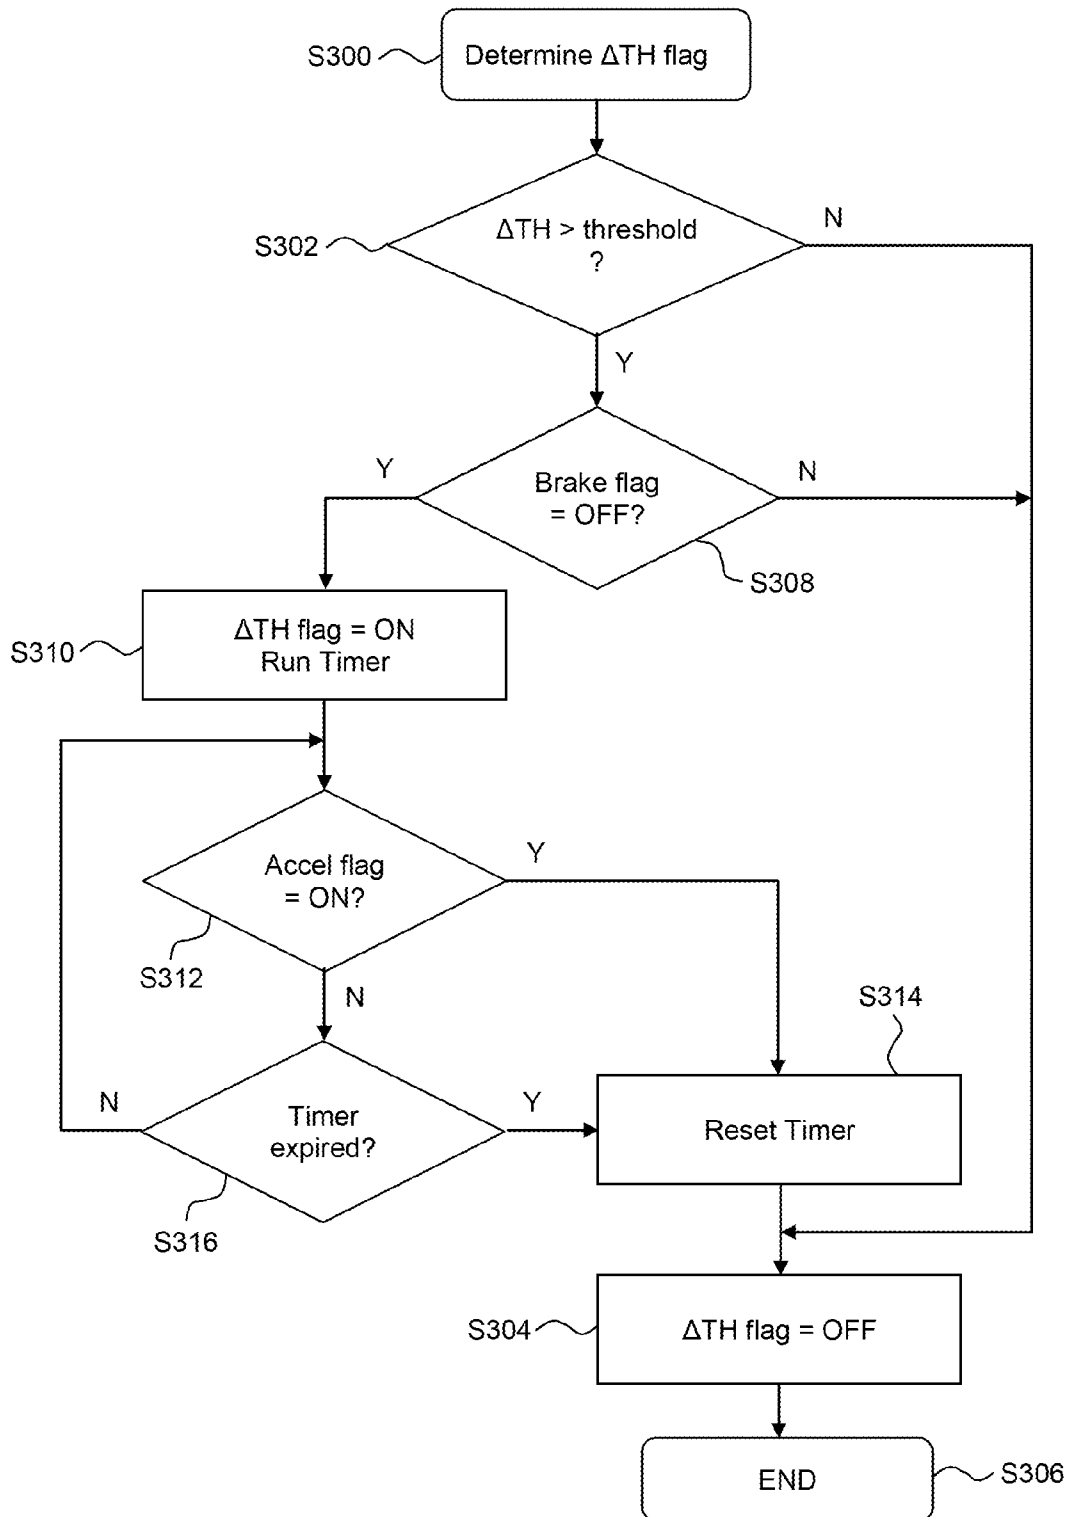 S300
Determine ΔTH flag
S302
ΔTH > threshold
?
N
Y
Brake flag
= OFF?
Y
N
S308
S310
ΔTH flag = ON
Run Timer
Accel flag
= ON?
Y
S312
N
S314
Timer
expired?
N
Y
Reset Timer
S316
S304
ΔTH flag = OFF
END
S306